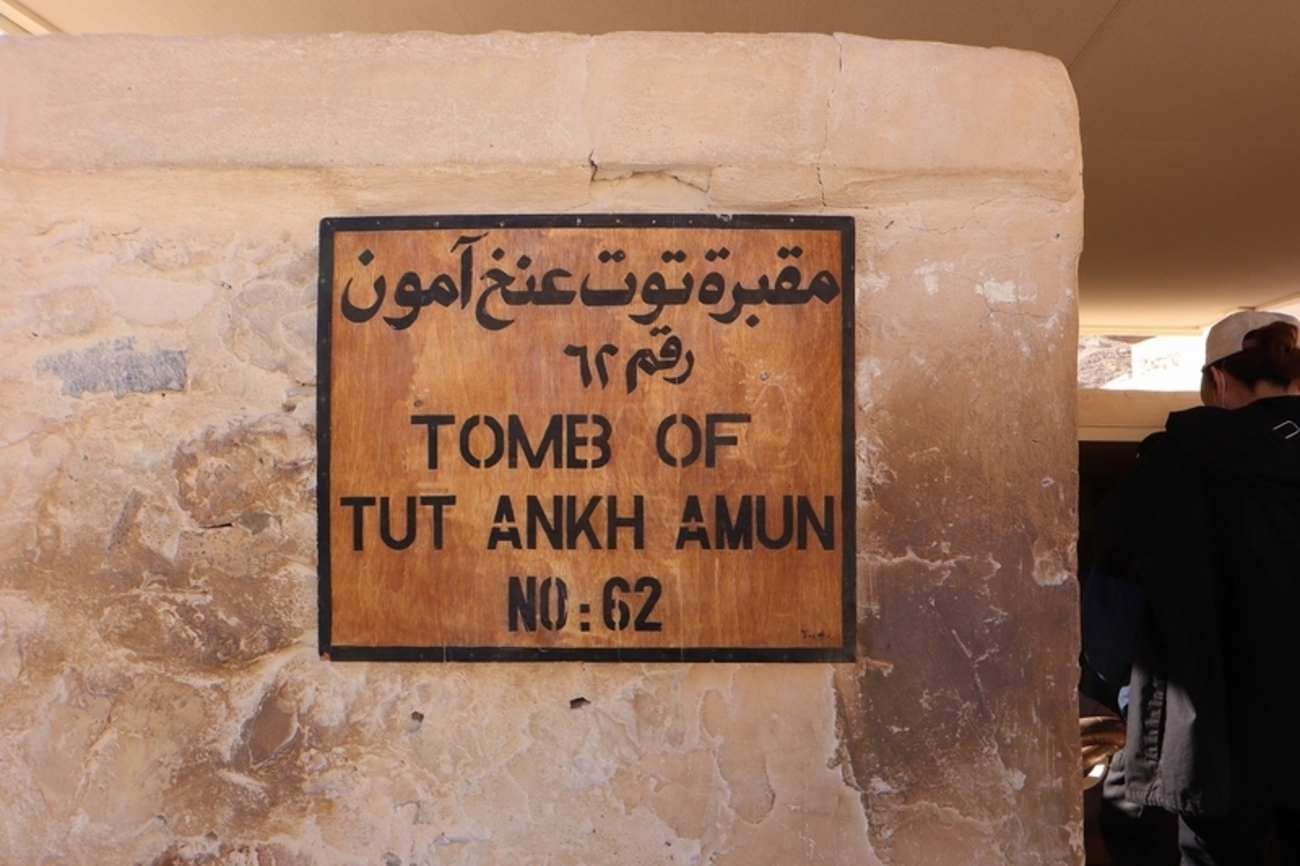 مقبرة توت عنخ آمون
رقم ٦٢
TOMB OF
TUT ANKH AMUN
NO: 62